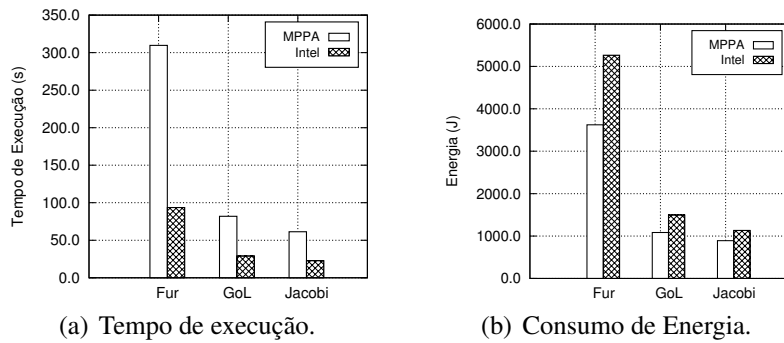 350.0
300.0
250.0
200.0
150.0
100.0
50.0
0.0
Tempo de Execução (s)
MPPA
Intel
Fur GoL Jacobi
(a) Tempo de execução.
6000.0
5000.0
4000.0
3000.0
2000.0
1000.0
0.0
Energia (J)
MPPA
Intel
Fur GoL Jacobi
(b) Consumo de Energia.